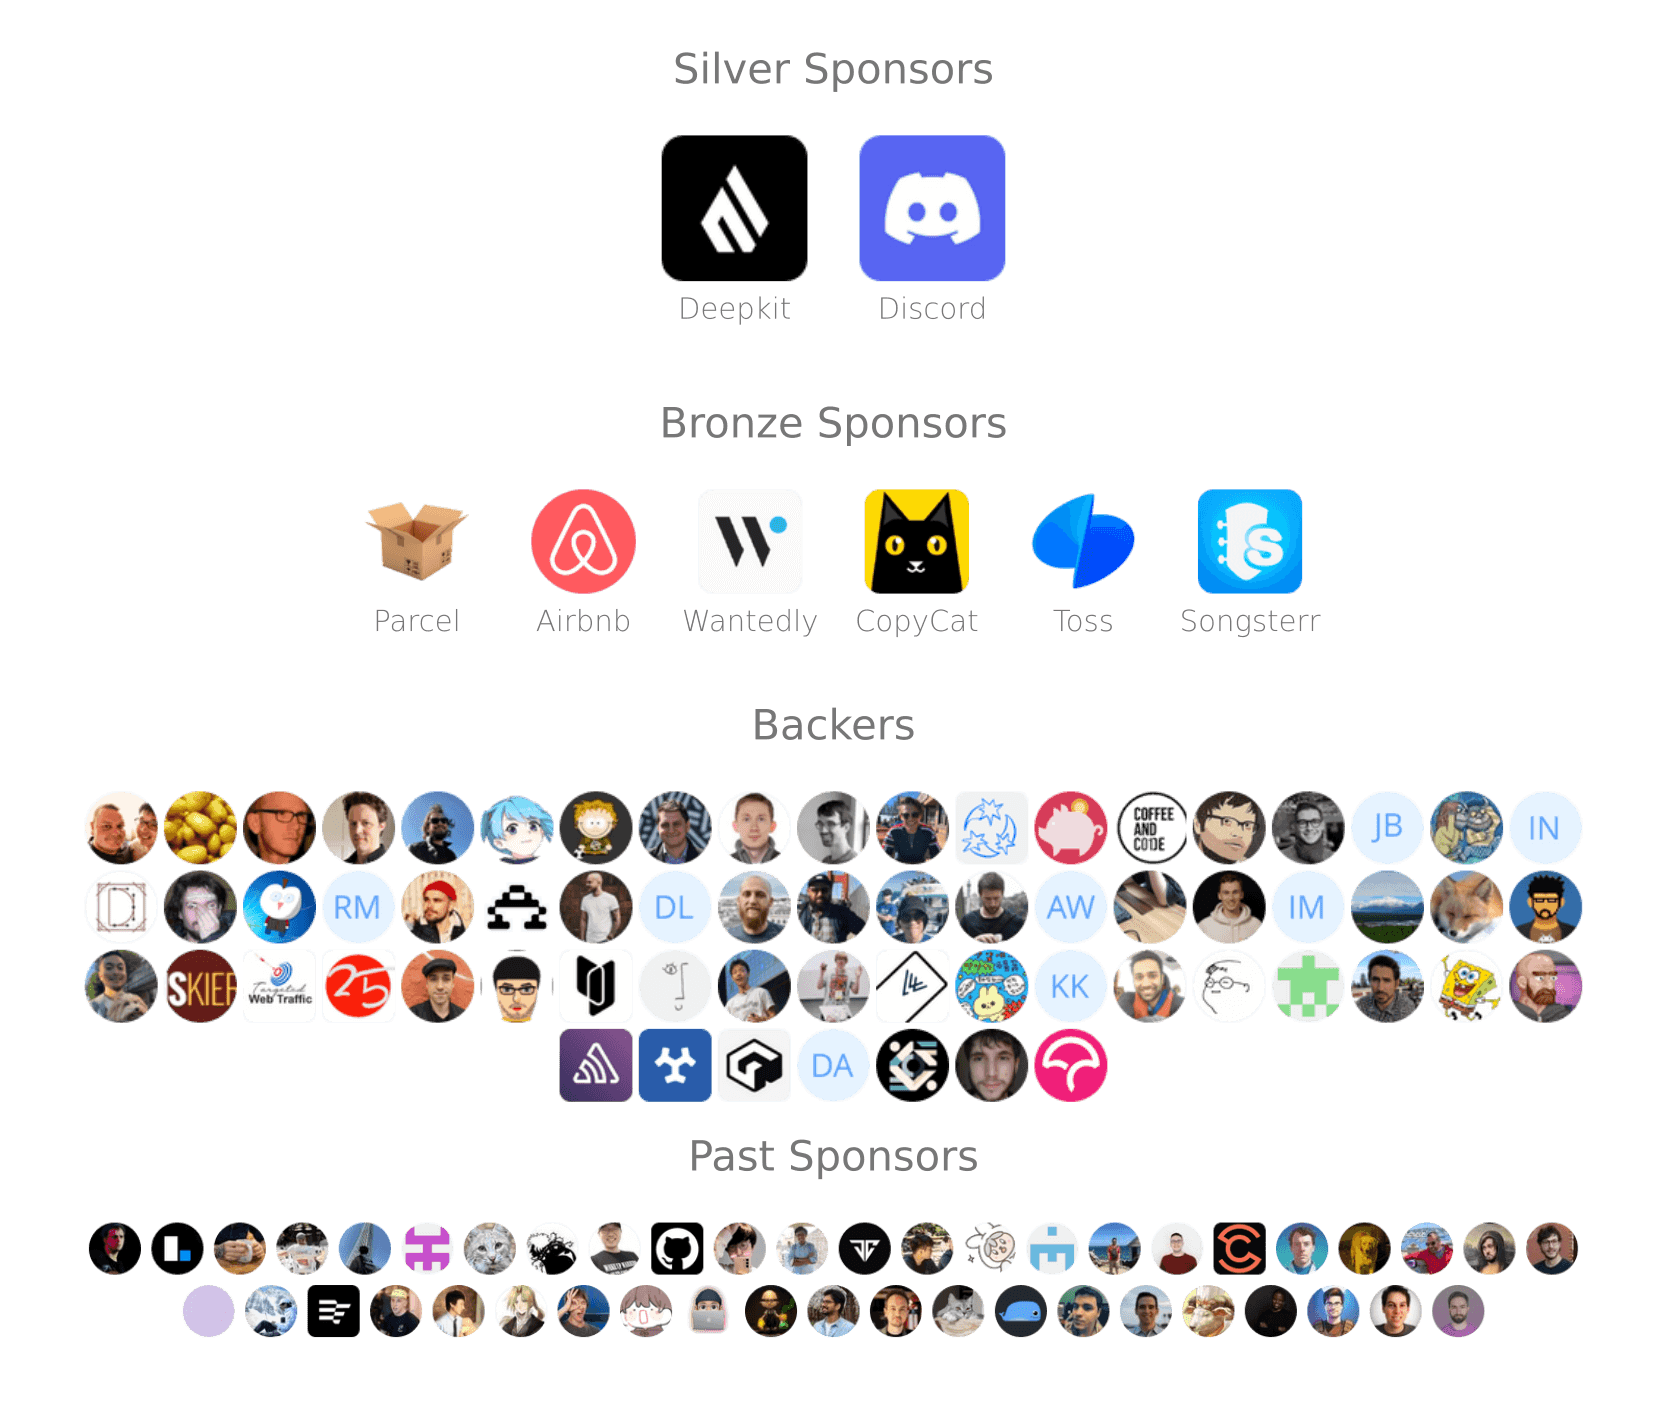 Silver Sponsors
Deepkit Discord
Bronze Sponsors
Parcel Airbnb Wantedly CopyCat Toss Songsterr
Backers
COFFEE
AND
CODE
JB
IN
RM
DL
AW
IM
SKIEF
Targeted
Web Traffic
25
KK
DA
Past Sponsors